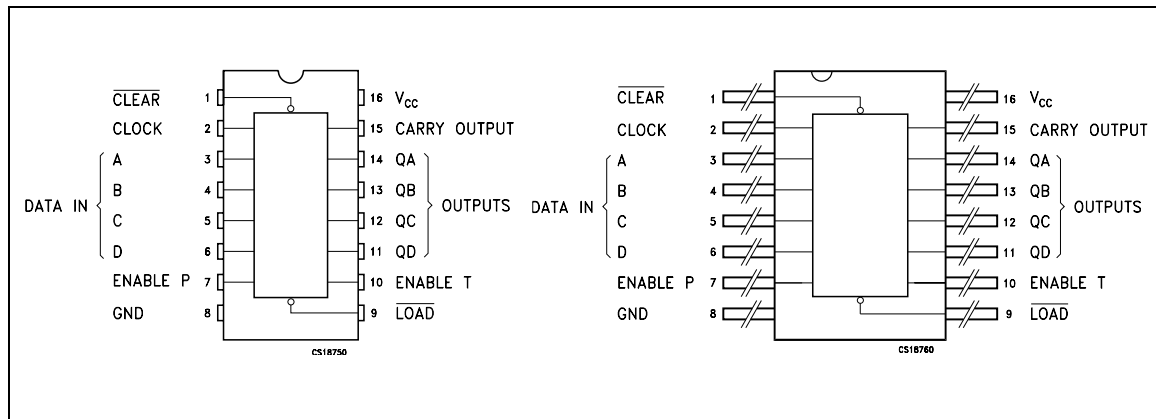 CLEAR 1 16 VCC
CLOCK 2 15 CARRY OUTPUT
A 3 14 QA
B 4 13 QB
DATA IN OUTPUTS
C 5 12 QC
D 6 11 QD
ENABLE P 7 10 ENABLE T
GND 8 9 LOAD
CS18750
CLEAR 1 16 VCC
CLOCK 2 15 CARRY OUTPUT
A 3 14 QA
B 4 13 QB
DATA IN OUTPUTS
C 5 12 QC
D 6 11 QD
ENABLE P 7 10 ENABLE T
GND 8 9 LOAD
CS18760